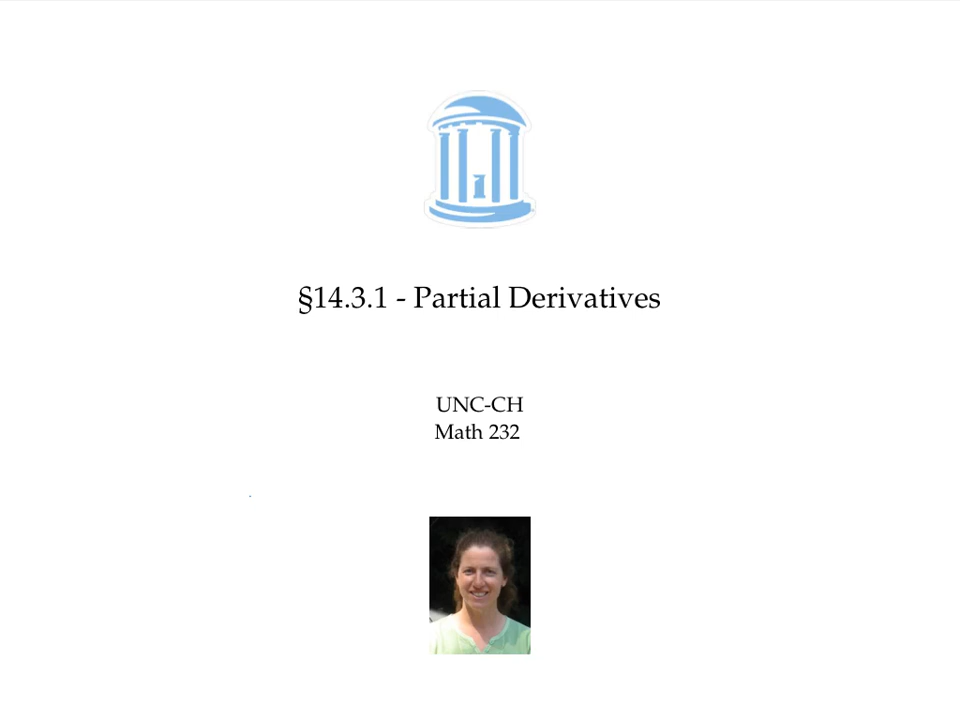 §14.3.1 - Partial Derivatives
UNC-CH
Math 232